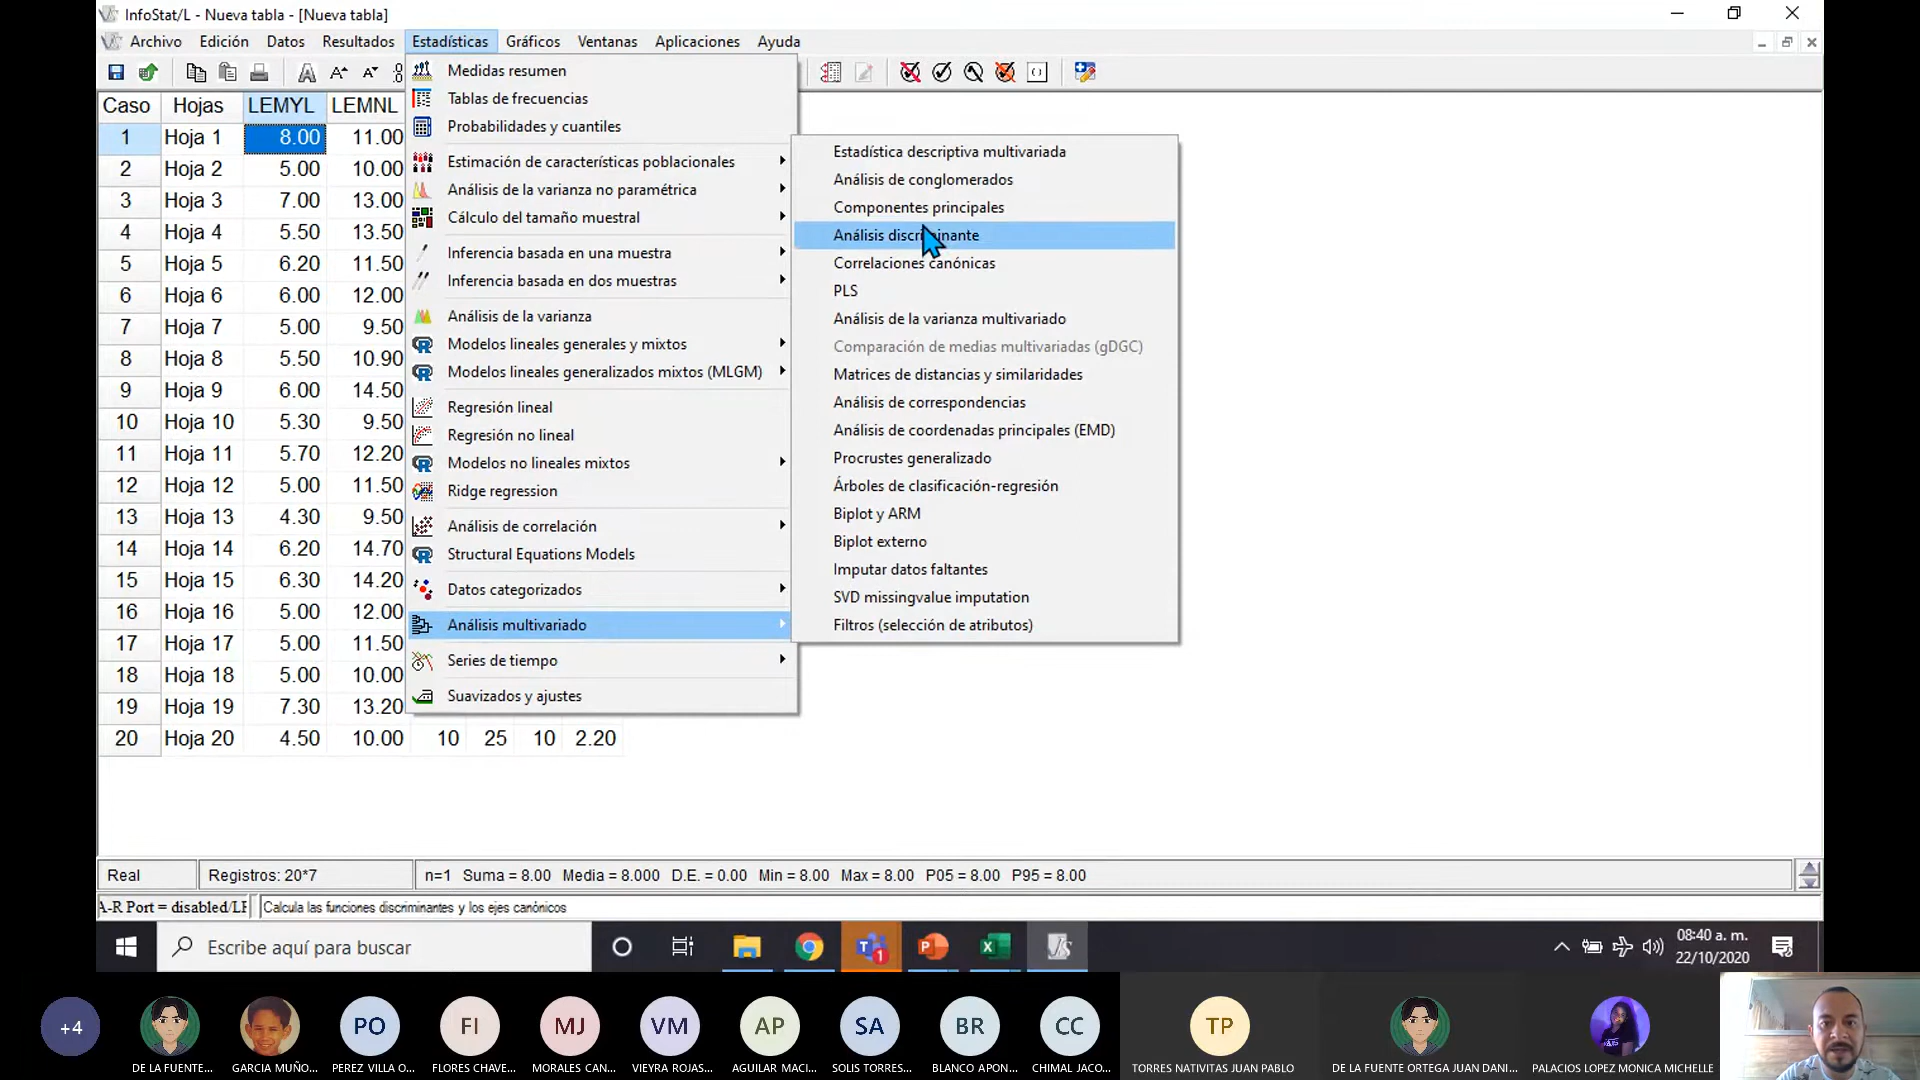 InfoStat/L - Nueva tabla - [Nueva tabla]
Archivo Edición Datos Resultados Estadísticas Gráficos Ventanas Aplicaciones Ayuda
Caso Hojas LEMYL LEMNL
1 Hoja 1 8.00 11.00
2 Hoja 2 5.00 10.00
3 Hoja 3 7.00 13.00
4 Hoja 4 5.50 13.50
5 Hoja 5 6.20 11.50
6 Hoja 6 6.00 12.00
7 Hoja 7 5.00 9.50
8 Hoja 8 5.50 10.90
9 Hoja 9 6.00 14.50
10 Hoja 10 5.30 9.50
11 Hoja 11 5.70 12.20
12 Hoja 12 5.00 11.50
13 Hoja 13 4.30 9.50
14 Hoja 14 6.20 14.70
15 Hoja 15 6.30 14.20
16 Hoja 16 5.00 12.00
17 Hoja 17 5.00 11.50
18 Hoja 18 5.00 10.00
19 Hoja 19 7.30 13.20
20 Hoja 20 4.50 10.00 10 25 10 2.20
Medidas resumen
Tablas de frecuencias
Probabilidades y cuantiles
Estimación de características poblacionales
Análisis de la varianza no paramétrica
Cálculo del tamaño muestral
Inferencia basada en una muestra
Inferencia basada en dos muestras
Análisis de la varianza
Modelos lineales generales y mixtos
Modelos lineales generalizados mixtos (MLGM)
Regresión lineal
Regresión no lineal
Modelos no lineales mixtos
Ridge regression
Análisis de correlación
Structural Equations Models
Datos categorizados
Análisis multivariado
Series de tiempo
Suavizados y ajustes
Estadística descriptiva multivariada
Análisis de conglomerados
Componentes principales
Análisis discriminante
Correlaciones canónicas
PLS
Análisis de la varianza multivariado
Comparación de medias multivariadas (gDGC)
Matrices de distancias y similaridades
Análisis de correspondencias
Análisis de coordenadas principales (EMD)
Procrustes generalizado
Árboles de clasificación-regresión
Biplot y ARM
Biplot externo
Imputar datos faltantes
SVD missingvalue imputation
Filtros (selección de atributos)
Real Registros: 20*7 n=1 Suma = 8.00 Media = 8.000 D.E. = 0.00 Min = 8.00 Max = 8.00 P05 = 8.00 P95 = 8.00
A-R Port = disabled/LF Calcula las funciones discriminantes y los ejes canónicos
Escribe aquí para buscar
1
08:40 a. m.
22/10/2020
+4 PO FI MJ VM AP SA BR CC TP
DE LA FUENTE... GARCIA MUÑO... PEREZ VILLA O... FLORES CHAVE... MORALES CAN... VIEYRA ROJAS... AGUILAR MACI... SOLIS TORRES... BLANCO APON... CHIMAL JACO... TORRES NATIVITAS JUAN PABLO DE LA FUENTE ORTEGA JUAN DANI... PALACIOS LOPEZ MONICA MICHELLE